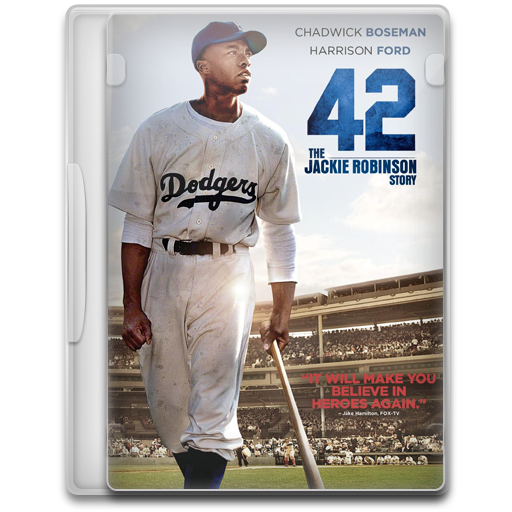 CHADWICK BOSEMAN
HARRISON FORD
42
THE
JACKIE ROBINSON
STORY
Dodgers
"IT WILL MAKE YOU
BELIEVE IN
HEROES AGAIN."
– Jake Hamilton, FOX-TV